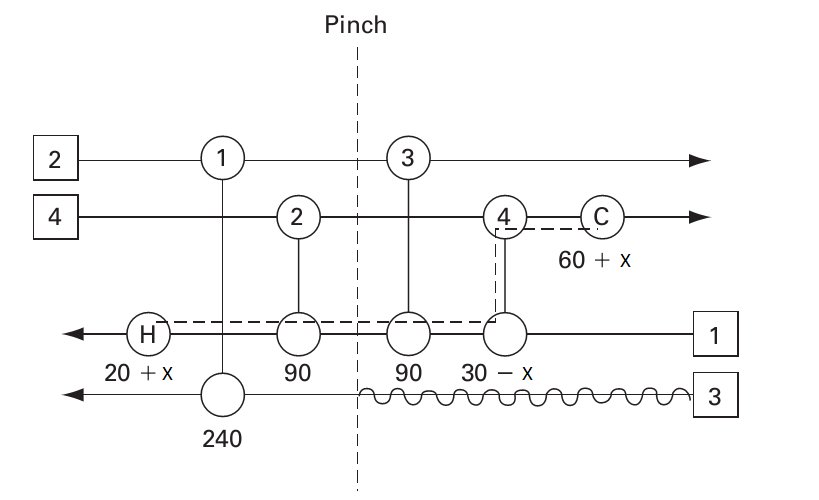 Pinch
2 1 3
4 2 4 C
60 + x
H 1
20 + x 90 90 30 − x
3
240